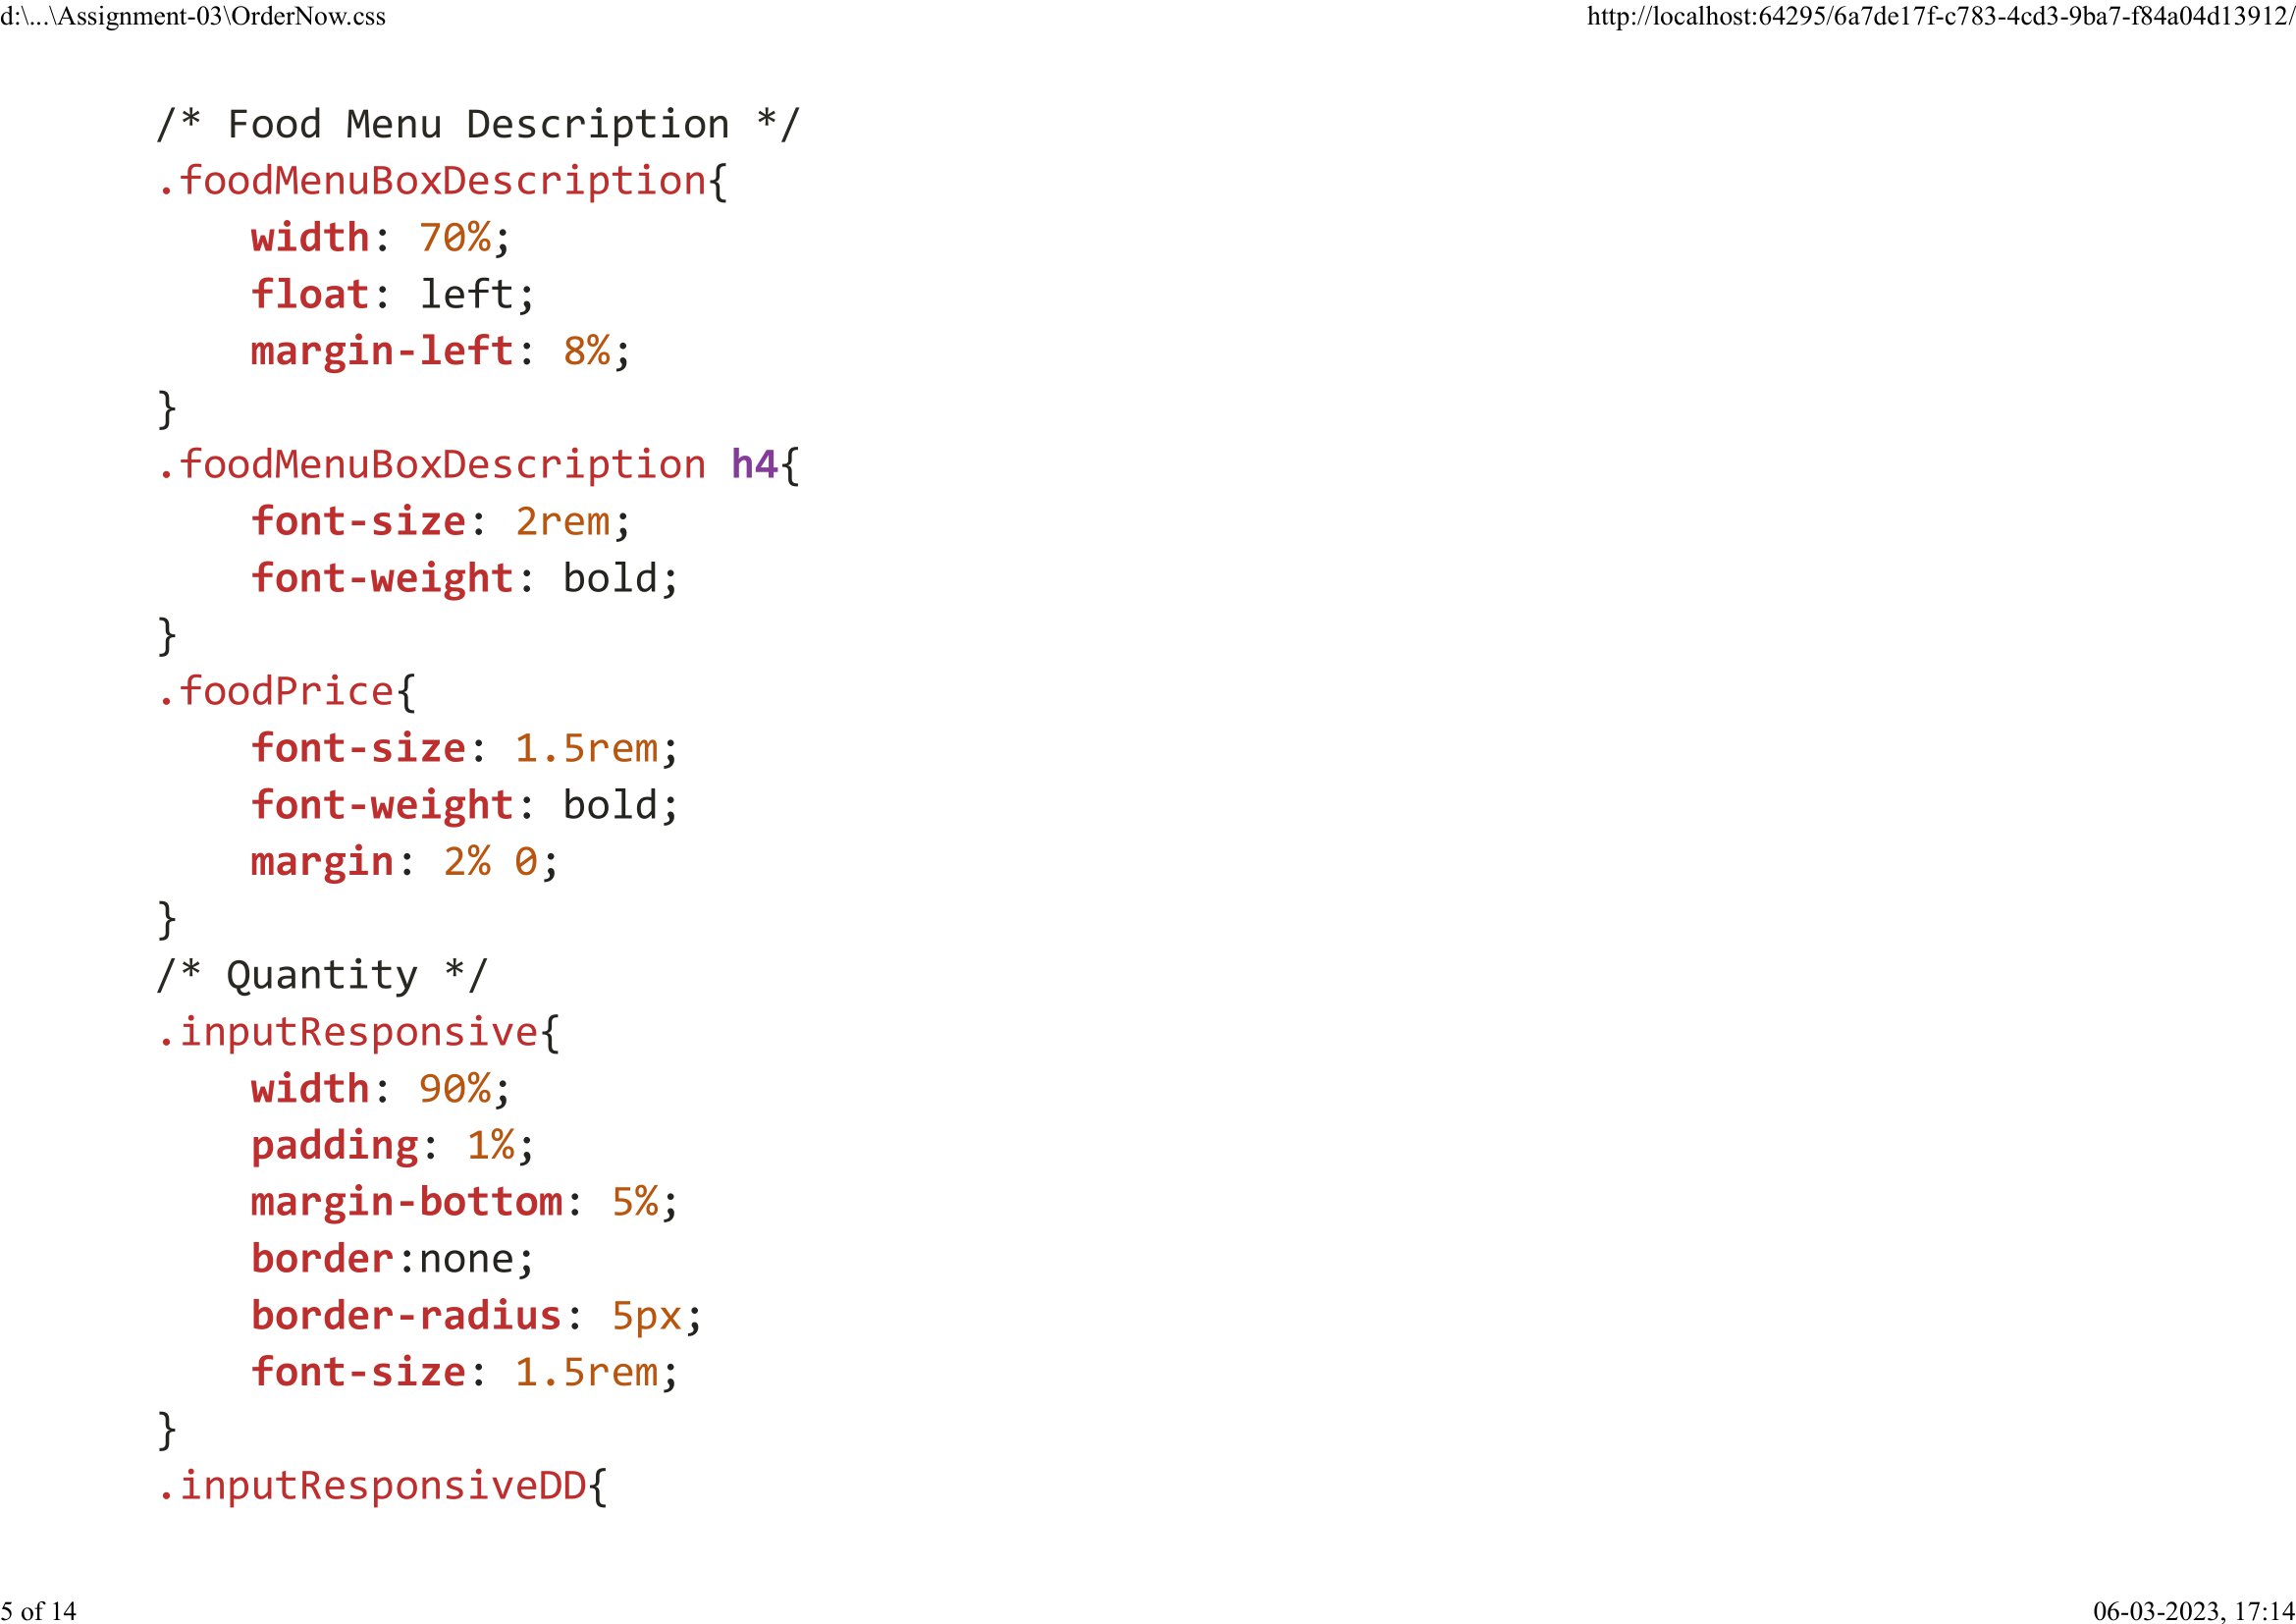 d:\...\Assignment-03\OrderNow.css http://localhost:64295/6a7de17f-c783-4cd3-9ba7-f84a04d13912/
/* Food Menu Description */
.foodMenuBoxDescription{
    width: 70%;
    float: left;
    margin-left: 8%;
}
.foodMenuBoxDescription h4{
    font-size: 2rem;
    font-weight: bold;
}
.foodPrice{
    font-size: 1.5rem;
    font-weight: bold;
    margin: 2% 0;
}
/* Quantity */
.inputResponsive{
    width: 90%;
    padding: 1%;
    margin-bottom: 5%;
    border:none;
    border-radius: 5px;
    font-size: 1.5rem;
}
.inputResponsiveDD{
5 of 14 06-03-2023, 17:14